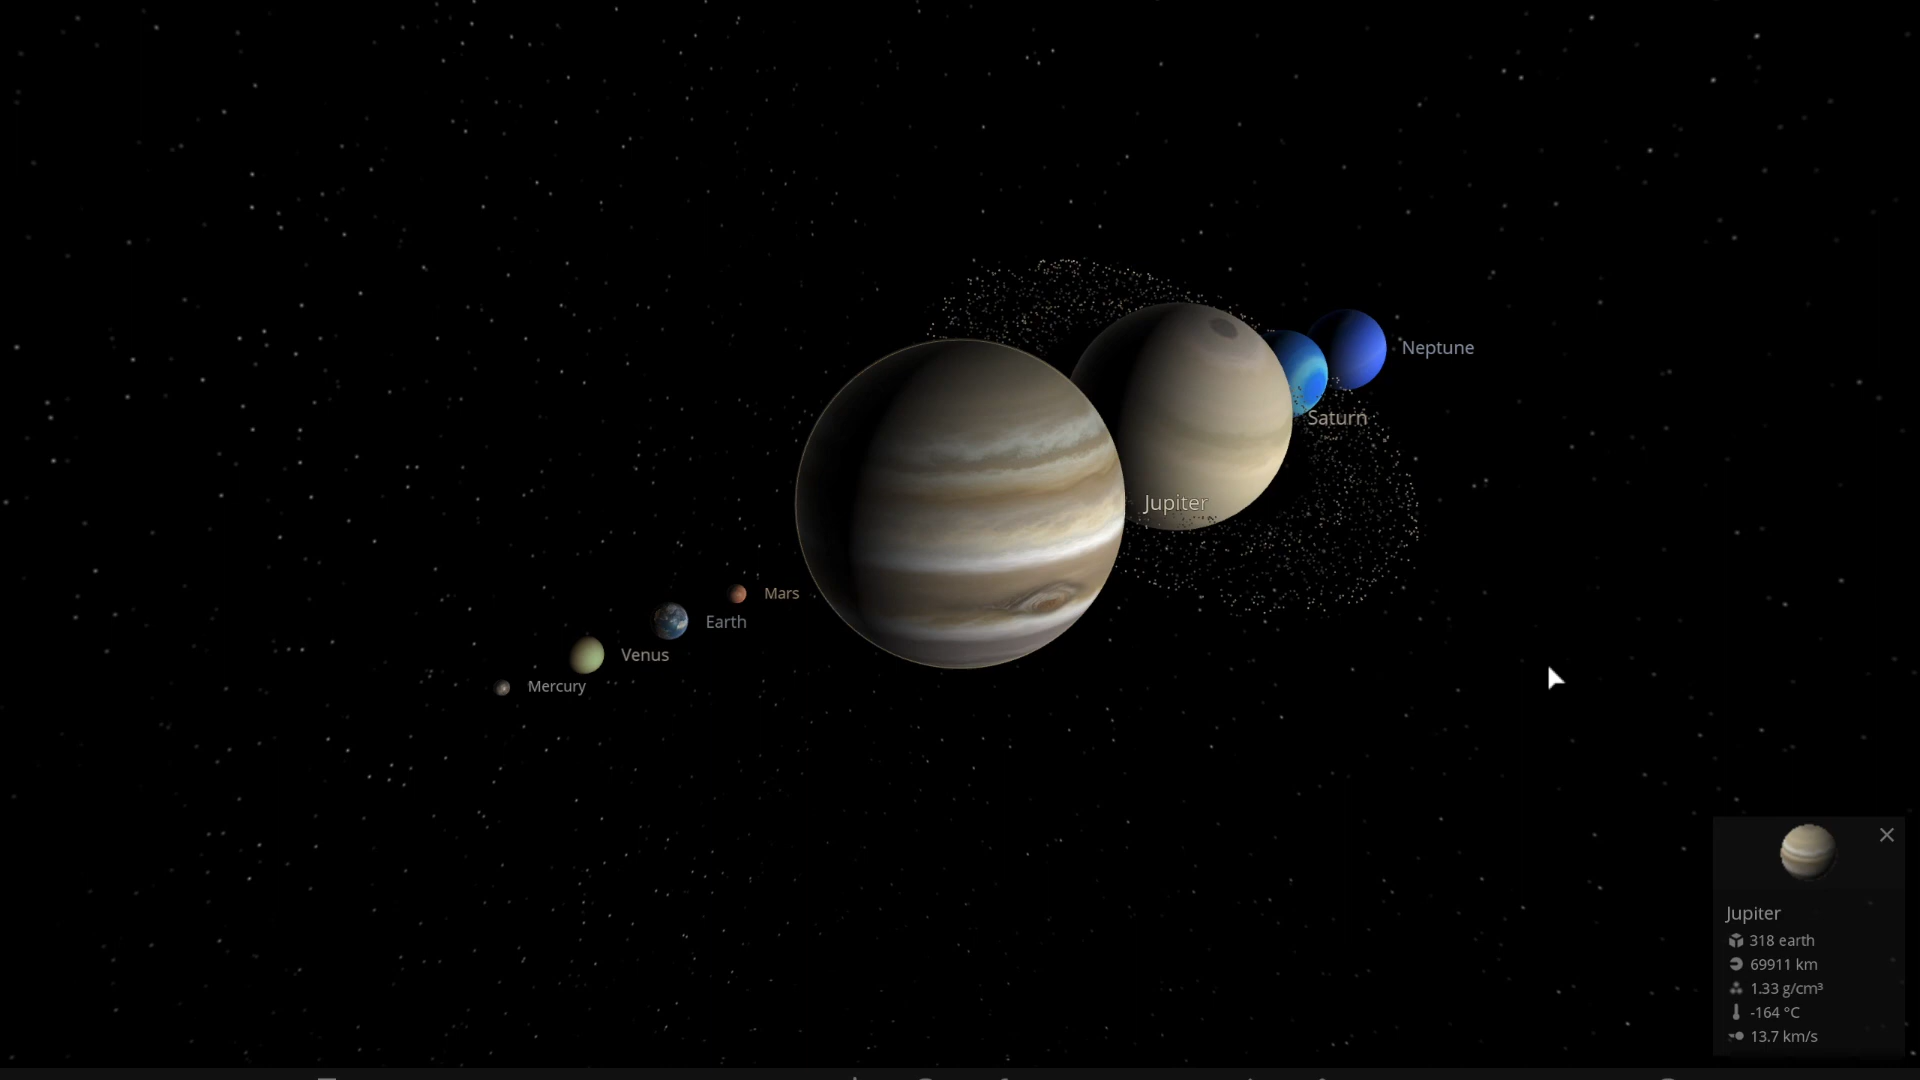 Neptune
Saturn
Jupiter
Mars
Earth
Venus
Mercury
Jupiter
318 earth
69911 km
1.33 g/cm³
-164 °C
13.7 km/s